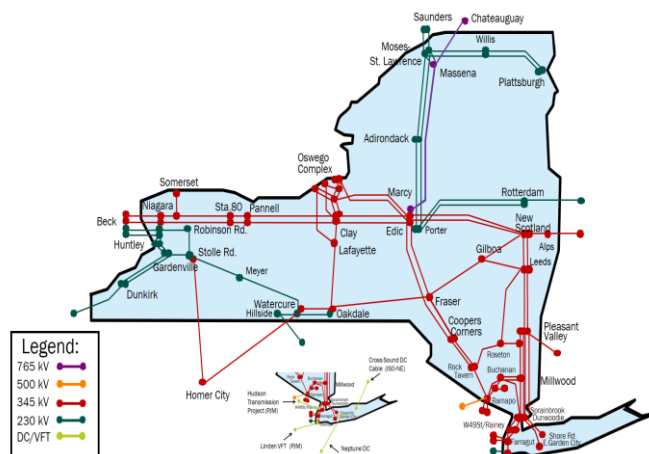 Saunders
Chateauguay
Moses-
St. Lawrence
Willis
Massena
Plattsburgh
Adirondack
Oswego
Complex
Somerset
Marcy
Rotterdam
Niagara
Sta.80
Pannell
Beck
New
Scotland
Robinson Rd.
Clay
Edic
Porter
Alps
Huntley
Stolle Rd.
Lafayette
Gilboa
Leeds
Gardenville
Meyer
Dunkirk
Watercure
Hillside
Oakdale
Fraser
Coopers
Corners
Pleasant
Valley
Legend:
765 kV
500 kV
345 kV
230 kV
DC/VFT
Roseton
Rock
Tavern
Buchanan
Millwood
Cross Sound DC
Cable (ISO-NE)
Homer City
Hudson
Transmission
Project (PJM)
Millwood
Ramapo
Sprainbrook
Dunwoodie
W49St/Rainey
Shore Rd.
E.Garden City
Farragut
Linden VFT (PJM)
Neptune DC